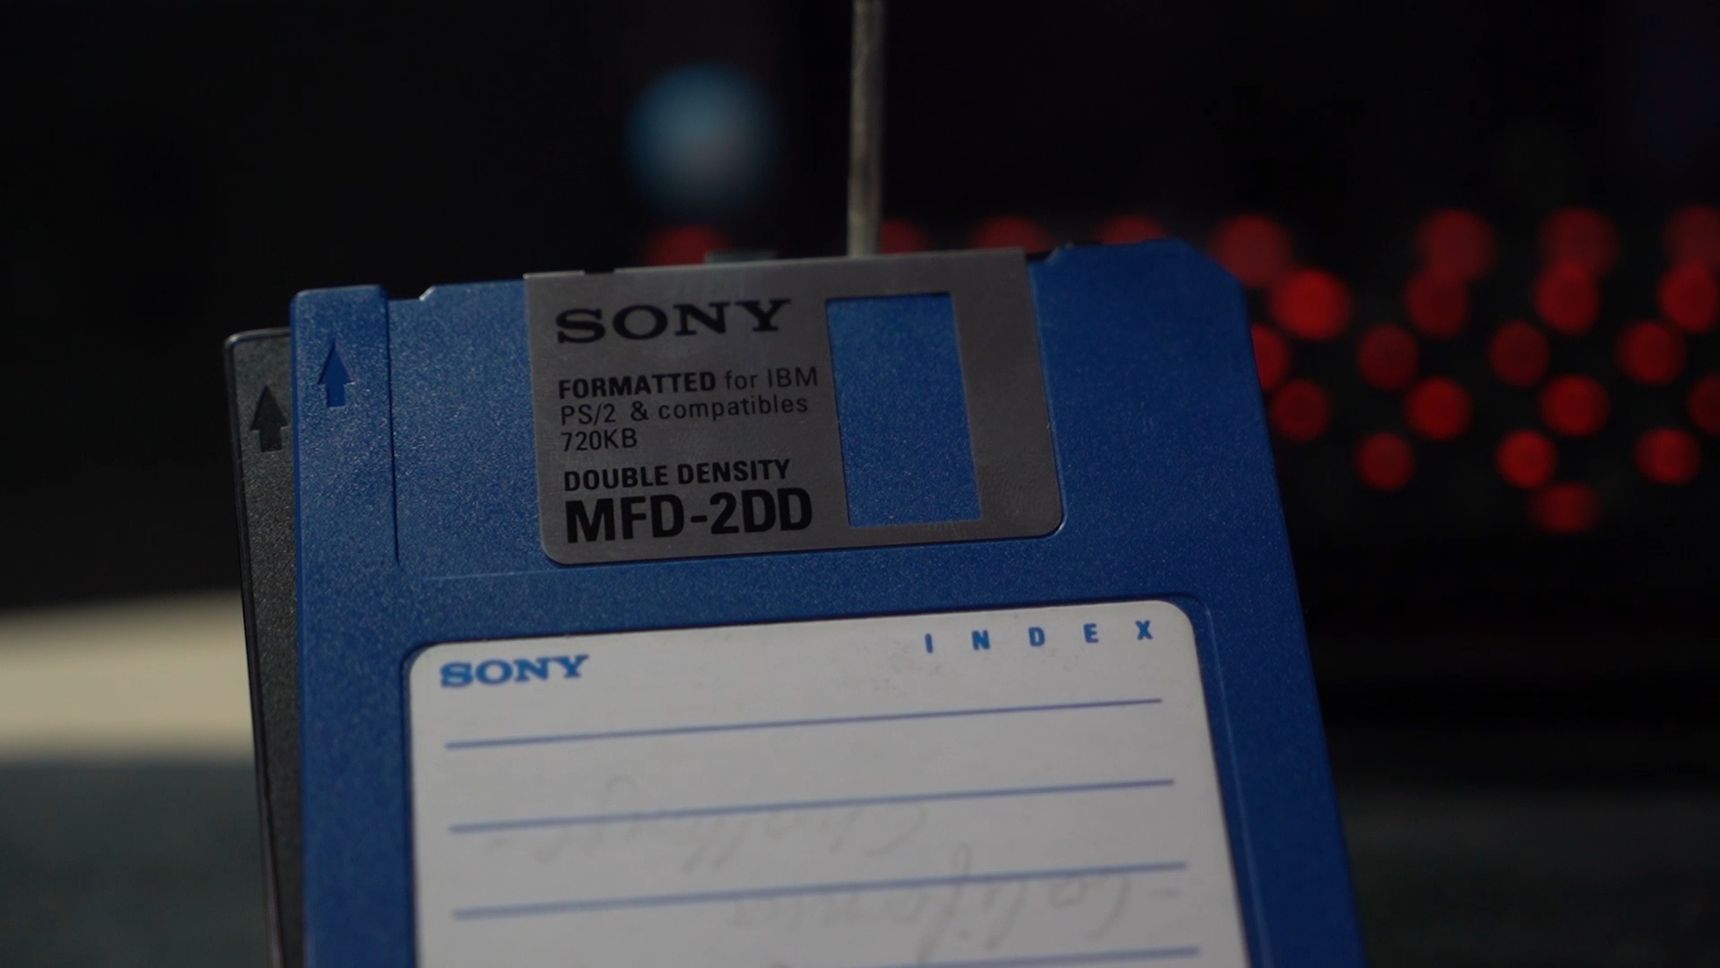 SONY
FORMATTED for IBM
PS/2 & compatibles
720KB
DOUBLE DENSITY
MFD-2DD
SONY INDEX